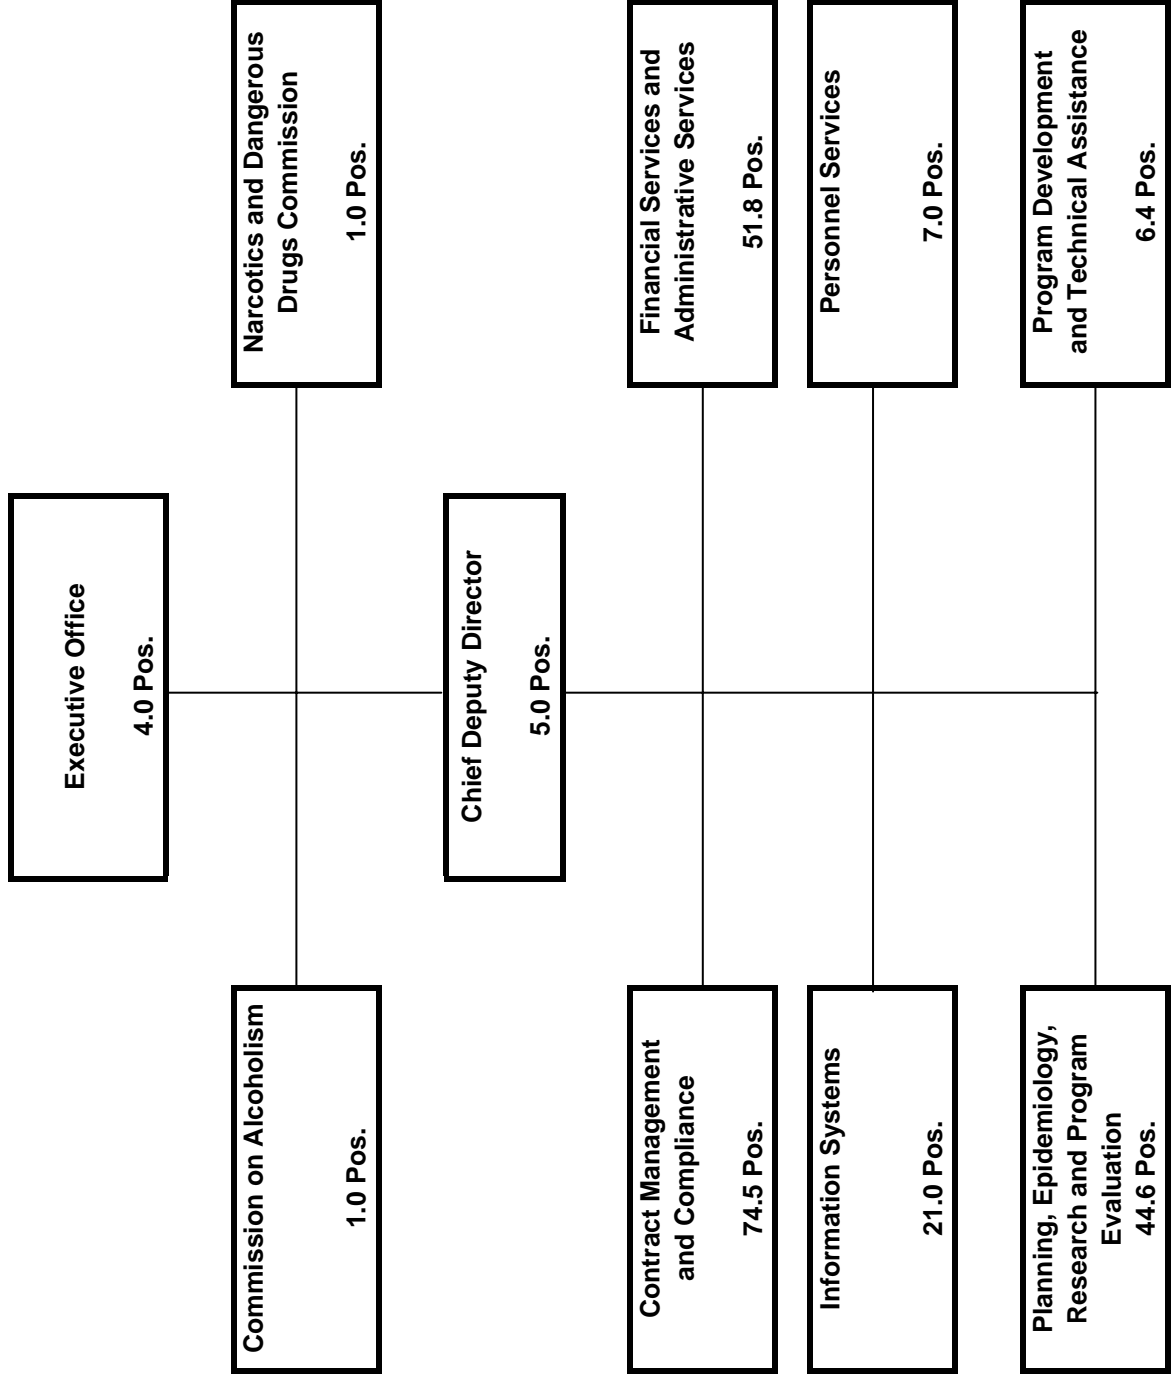 Executive Office
4.0 Pos.
Commission on Alcoholism
1.0 Pos.
Narcotics and Dangerous
Drugs Commission
1.0 Pos.
Chief Deputy Director
5.0 Pos.
Contract Management
and Compliance
74.5 Pos.
Financial Services and
Administrative Services
51.8 Pos.
Information Systems
21.0 Pos.
Personnel Services
7.0 Pos.
Planning, Epidemiology,
Research and Program
Evaluation
44.6 Pos.
Program Development
and Technical Assistance
6.4 Pos.